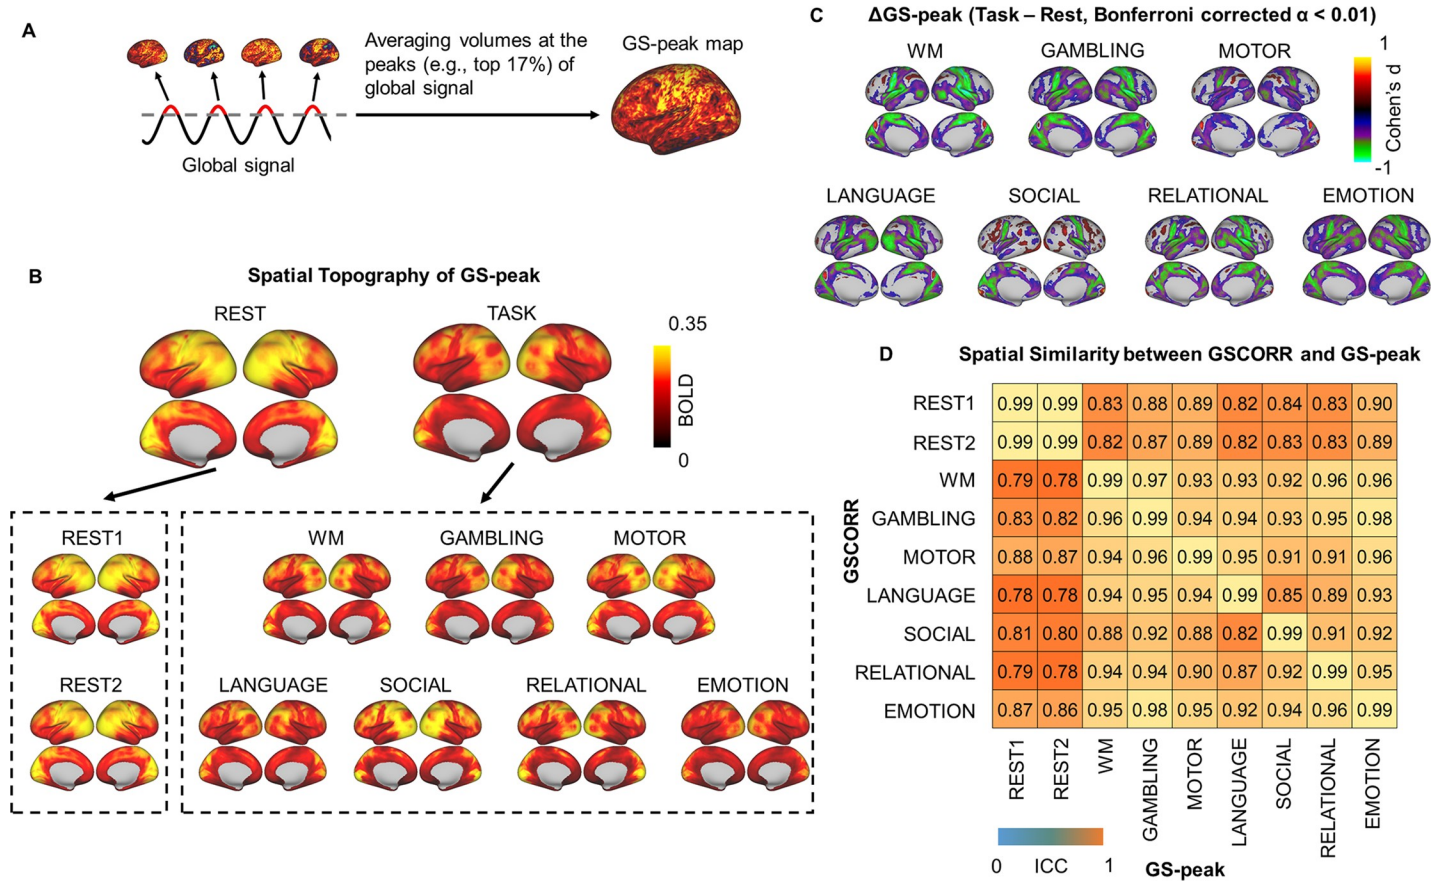 A
Averaging volumes at the
peaks (e.g., top 17%) of
global signal
GS-peak map
Global signal
B
Spatial Topography of GS-peak
REST
TASK
0.35
BOLD
0
REST1
WM
GAMBLING
MOTOR
REST2
LANGUAGE
SOCIAL
RELATIONAL
EMOTION
C
ΔGS-peak (Task – Rest, Bonferroni corrected α < 0.01)
WM
GAMBLING
MOTOR
1
Cohen's d
-1
LANGUAGE
SOCIAL
RELATIONAL
EMOTION
D
Spatial Similarity between GSCORR and GS-peak
GSCORR
REST1 0.99 0.99 0.83 0.88 0.89 0.82 0.84 0.83 0.90
REST2 0.99 0.99 0.82 0.87 0.89 0.82 0.83 0.83 0.89
WM 0.79 0.78 0.99 0.97 0.93 0.93 0.92 0.96 0.96
GAMBLING 0.83 0.82 0.96 0.99 0.94 0.94 0.93 0.95 0.98
MOTOR 0.88 0.87 0.94 0.96 0.99 0.95 0.91 0.91 0.96
LANGUAGE 0.78 0.78 0.94 0.95 0.94 0.99 0.85 0.89 0.93
SOCIAL 0.81 0.80 0.88 0.92 0.88 0.82 0.99 0.91 0.92
RELATIONAL 0.79 0.78 0.94 0.94 0.90 0.87 0.92 0.99 0.95
EMOTION 0.87 0.86 0.95 0.98 0.95 0.92 0.94 0.96 0.99
REST1
REST2
WM
GAMBLING
MOTOR
LANGUAGE
SOCIAL
RELATIONAL
EMOTION
0 ICC 1
GS-peak